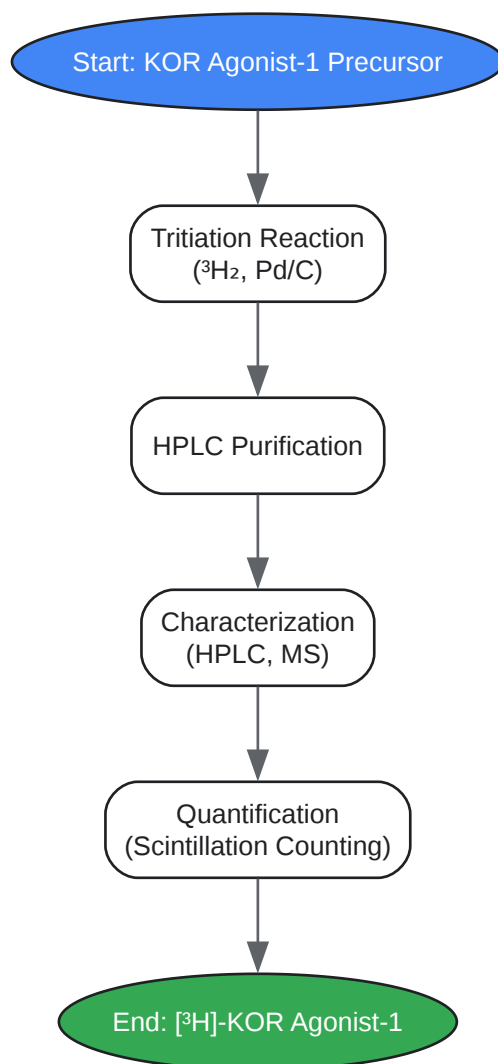 Start: KOR Agonist-1 Precursor
Tritiation Reaction
(³H₂, Pd/C)
HPLC Purification
Characterization
(HPLC, MS)
Quantification
(Scintillation Counting)
End: [³H]-KOR Agonist-1